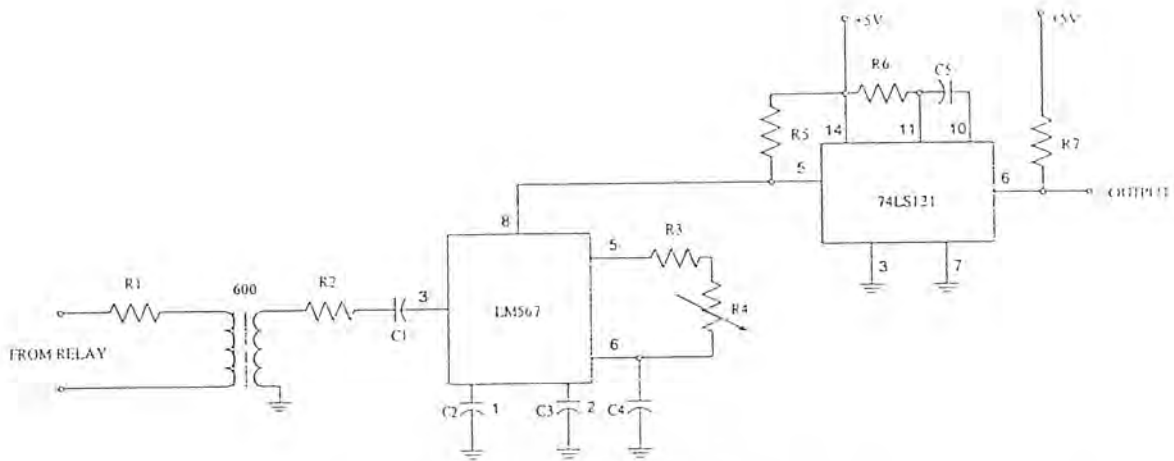 +5V
+5V
R6
C5
R5
14
11
10
R7
5
6
74LS121
OUTPUT
8
3
7
5
R3
R1
600
R2
3
C1
LM567
R4
FROM RELAY
6
C2
1
C3
2
C4